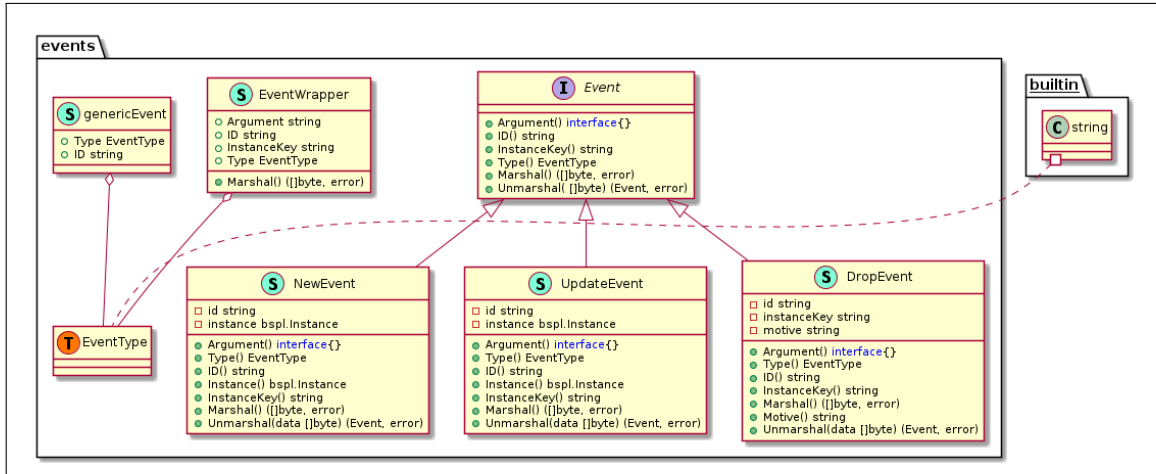 events
S genericEvent
Type EventType
ID string
S EventWrapper
Argument string
ID string
InstanceKey string
Type EventType
Marshal() ([]byte, error)
I Event
Argument() interface{}
ID() string
InstanceKey() string
Type() EventType
Marshal() ([]byte, error)
Unmarshal( []byte) (Event, error)
builtin
C string
T EventType
S NewEvent
id string
instance bspl.Instance
Argument() interface{}
Type() EventType
ID() string
Instance() bspl.Instance
InstanceKey() string
Marshal() ([]byte, error)
Unmarshal(data []byte) (Event, error)
S UpdateEvent
id string
instance bspl.Instance
Argument() interface{}
Type() EventType
ID() string
Instance() bspl.Instance
InstanceKey() string
Marshal() ([]byte, error)
Unmarshal(data []byte) (Event, error)
S DropEvent
id string
instanceKey string
motive string
Argument() interface{}
Type() EventType
ID() string
InstanceKey() string
Marshal() ([]byte, error)
Motive() string
Unmarshal(data []byte) (Event, error)